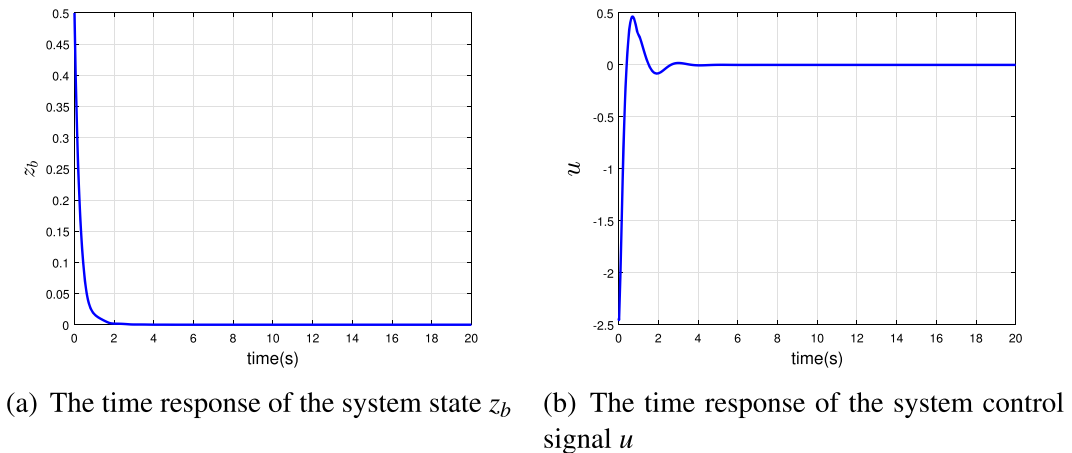 0.5
0.45
0.4
0.35
0.3
0.25
0.2
0.15
0.1
0.05
0
z_b
0 2 4 6 8 10 12 14 16 18 20
time(s)
(a) The time response of the system state z_b
0.5
0
-0.5
-1
-1.5
-2
-2.5
u
0 2 4 6 8 10 12 14 16 18 20
time(s)
(b) The time response of the system control
signal u